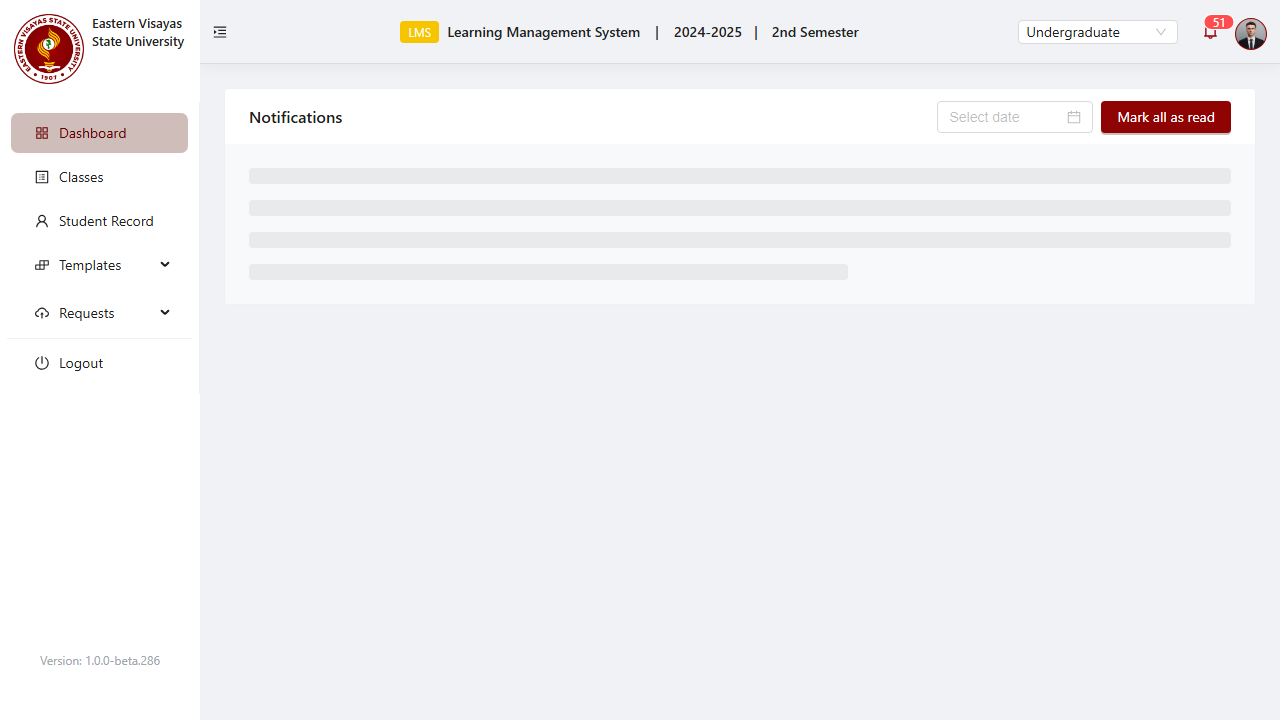 EASTERN VISAYAS STATE UNIVERSITY
1907
Eastern Visayas
State University
LMS Learning Management System | 2024-2025 | 2nd Semester
Undergraduate
51
Dashboard
Classes
Student Record
Templates
Requests
Logout
Version: 1.0.0-beta.286
Notifications
Select date
Mark all as read